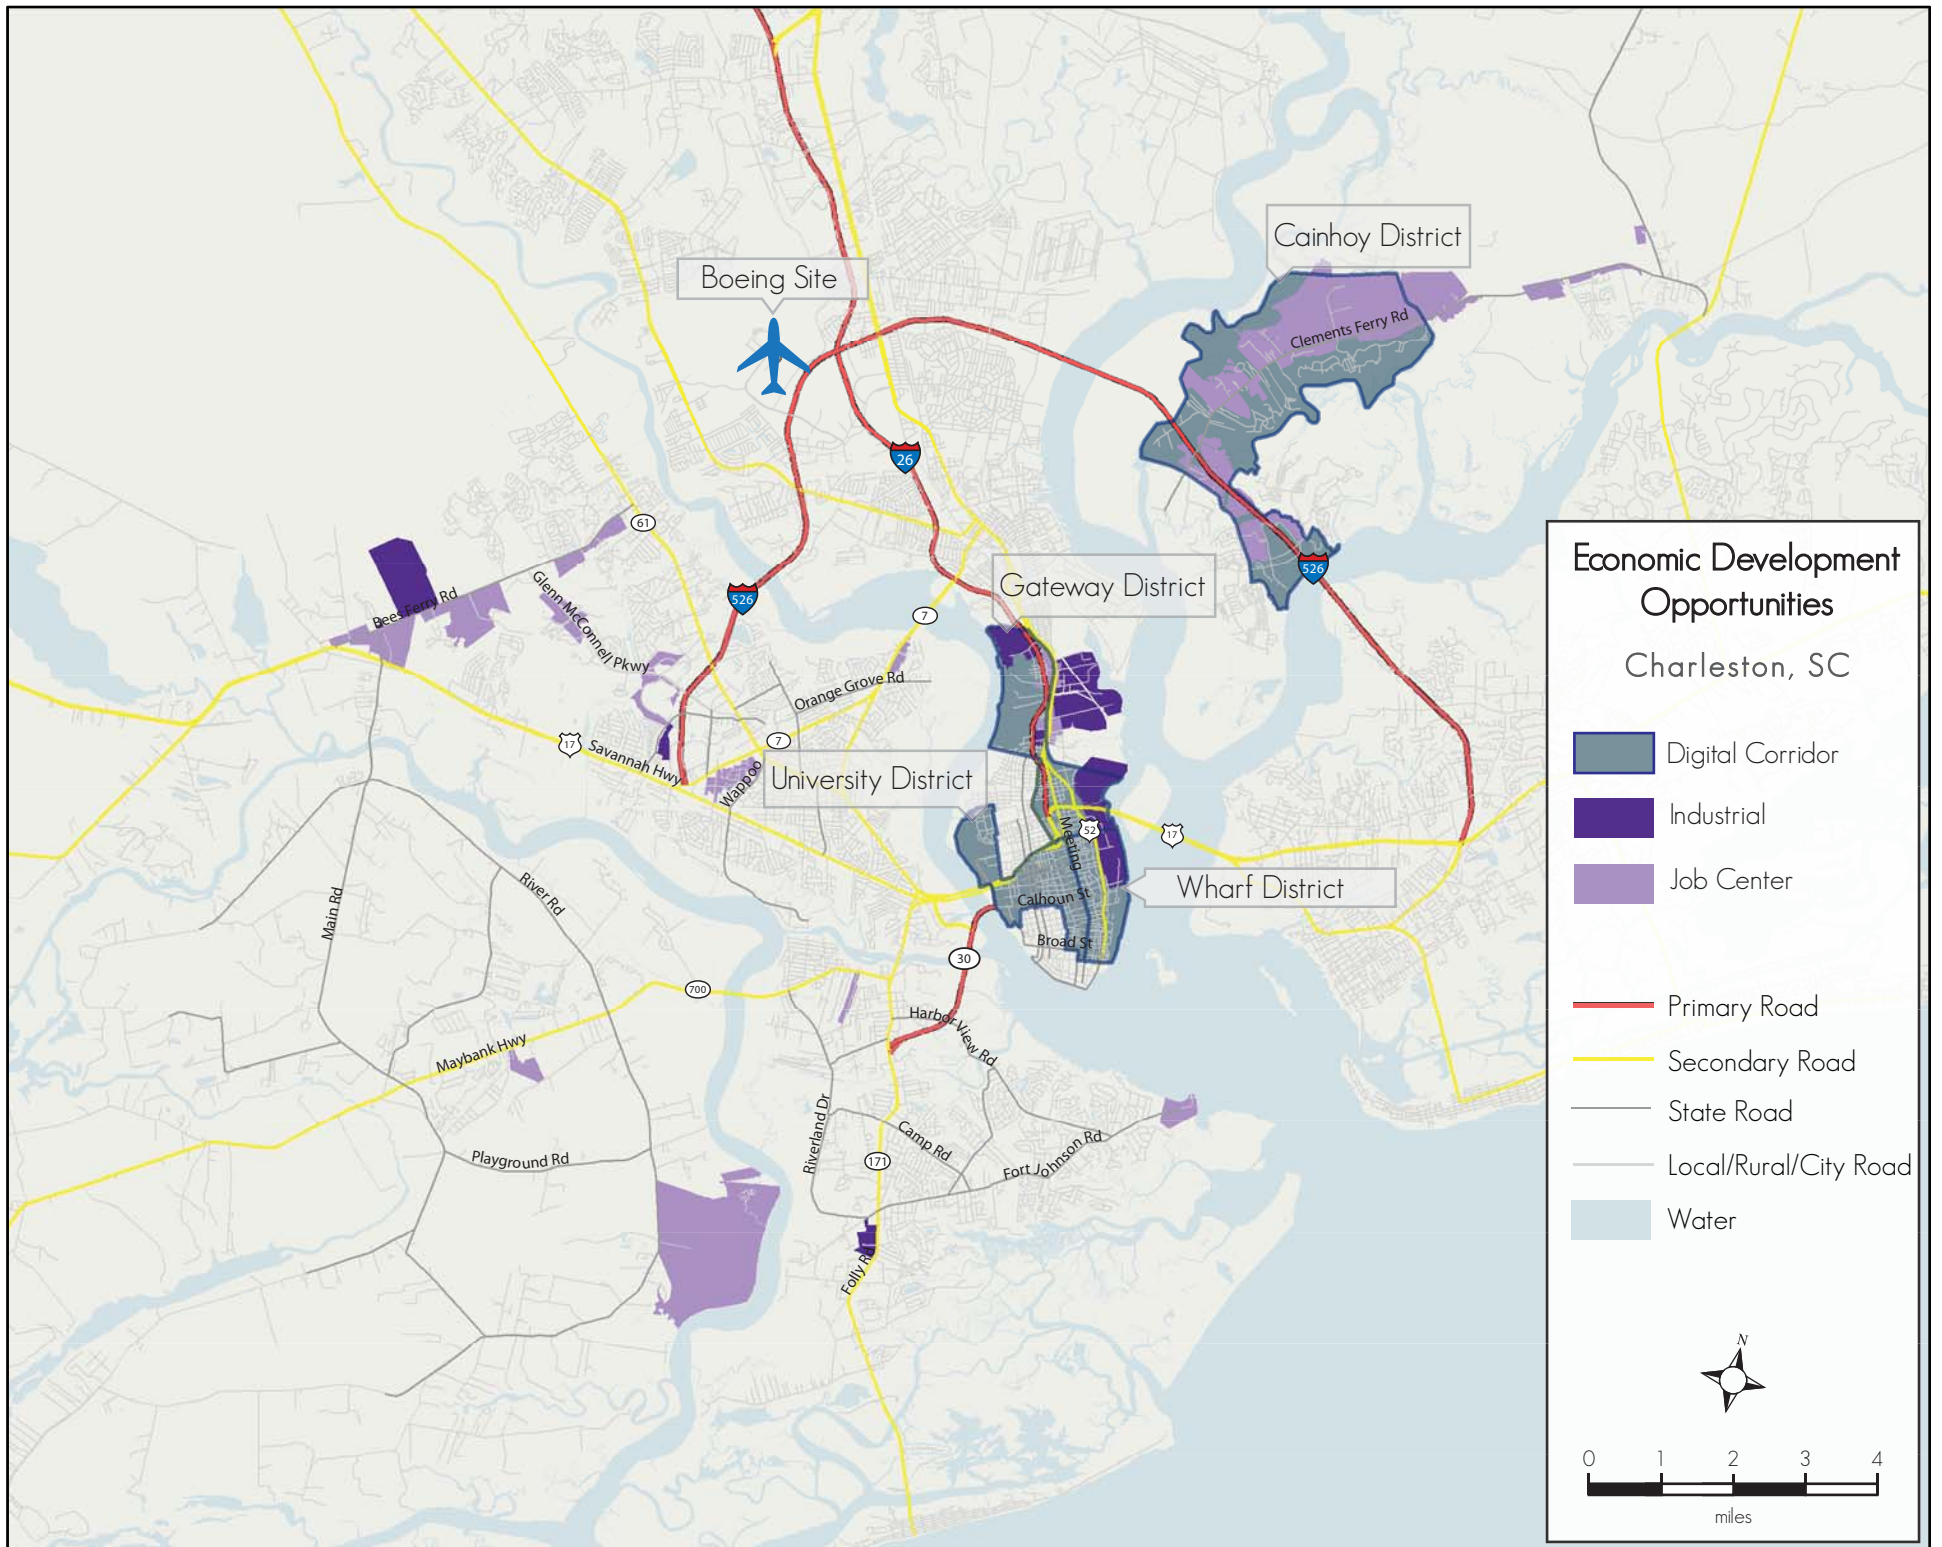 Cainhoy District
Boeing Site
Clements Ferry Rd
26
61
526
Gateway District
526
Glenn McConnell Pkwy
Bees Ferry Rd
7
Orange Grove Rd
17
Savannah Hwy
7
Wappoo
University District
Meeting
52
17
Wharf District
Calhoun St
Broad St
Main Rd
River Rd
30
700
Harbor View Rd
Maybank Hwy
Riverland Dr
Camp Rd
Fort Johnson Rd
Playground Rd
171
Folly Rd
Economic Development
Opportunities
Charleston, SC
Digital Corridor
Industrial
Job Center
Primary Road
Secondary Road
State Road
Local/Rural/City Road
Water
N
0 1 2 3 4
miles